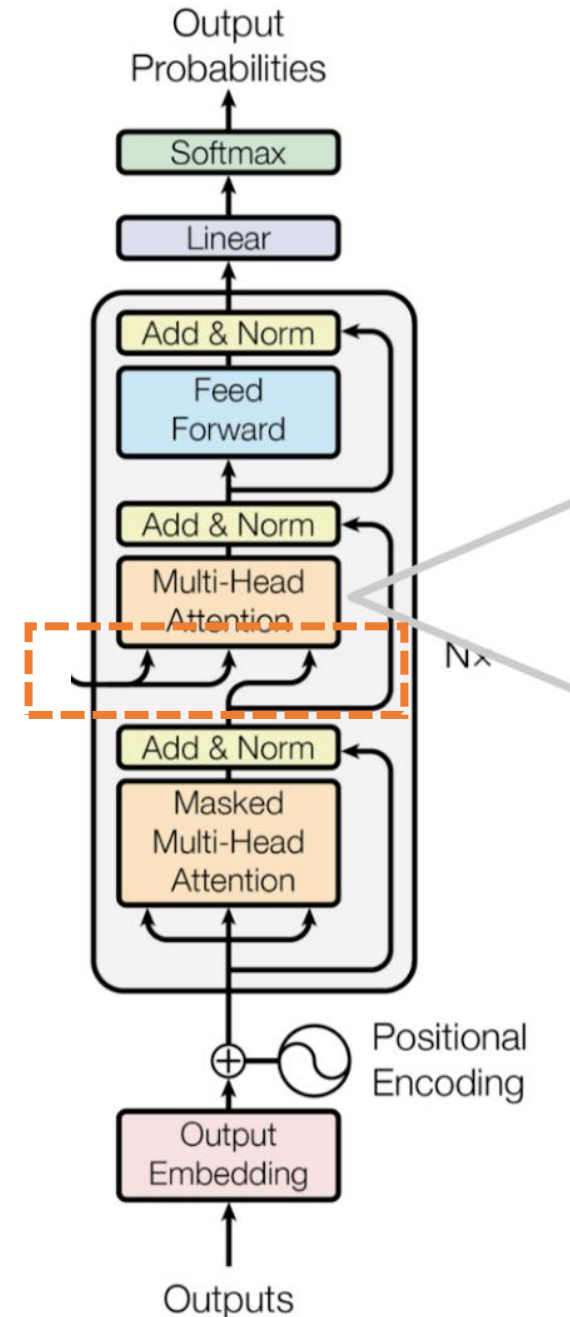 Output
Probabilities
Softmax
Linear
Add & Norm
Feed
Forward
Add & Norm
Multi-Head
Attention
N×
Add & Norm
Masked
Multi-Head
Attention
Positional
Encoding
Output
Embedding
Outputs